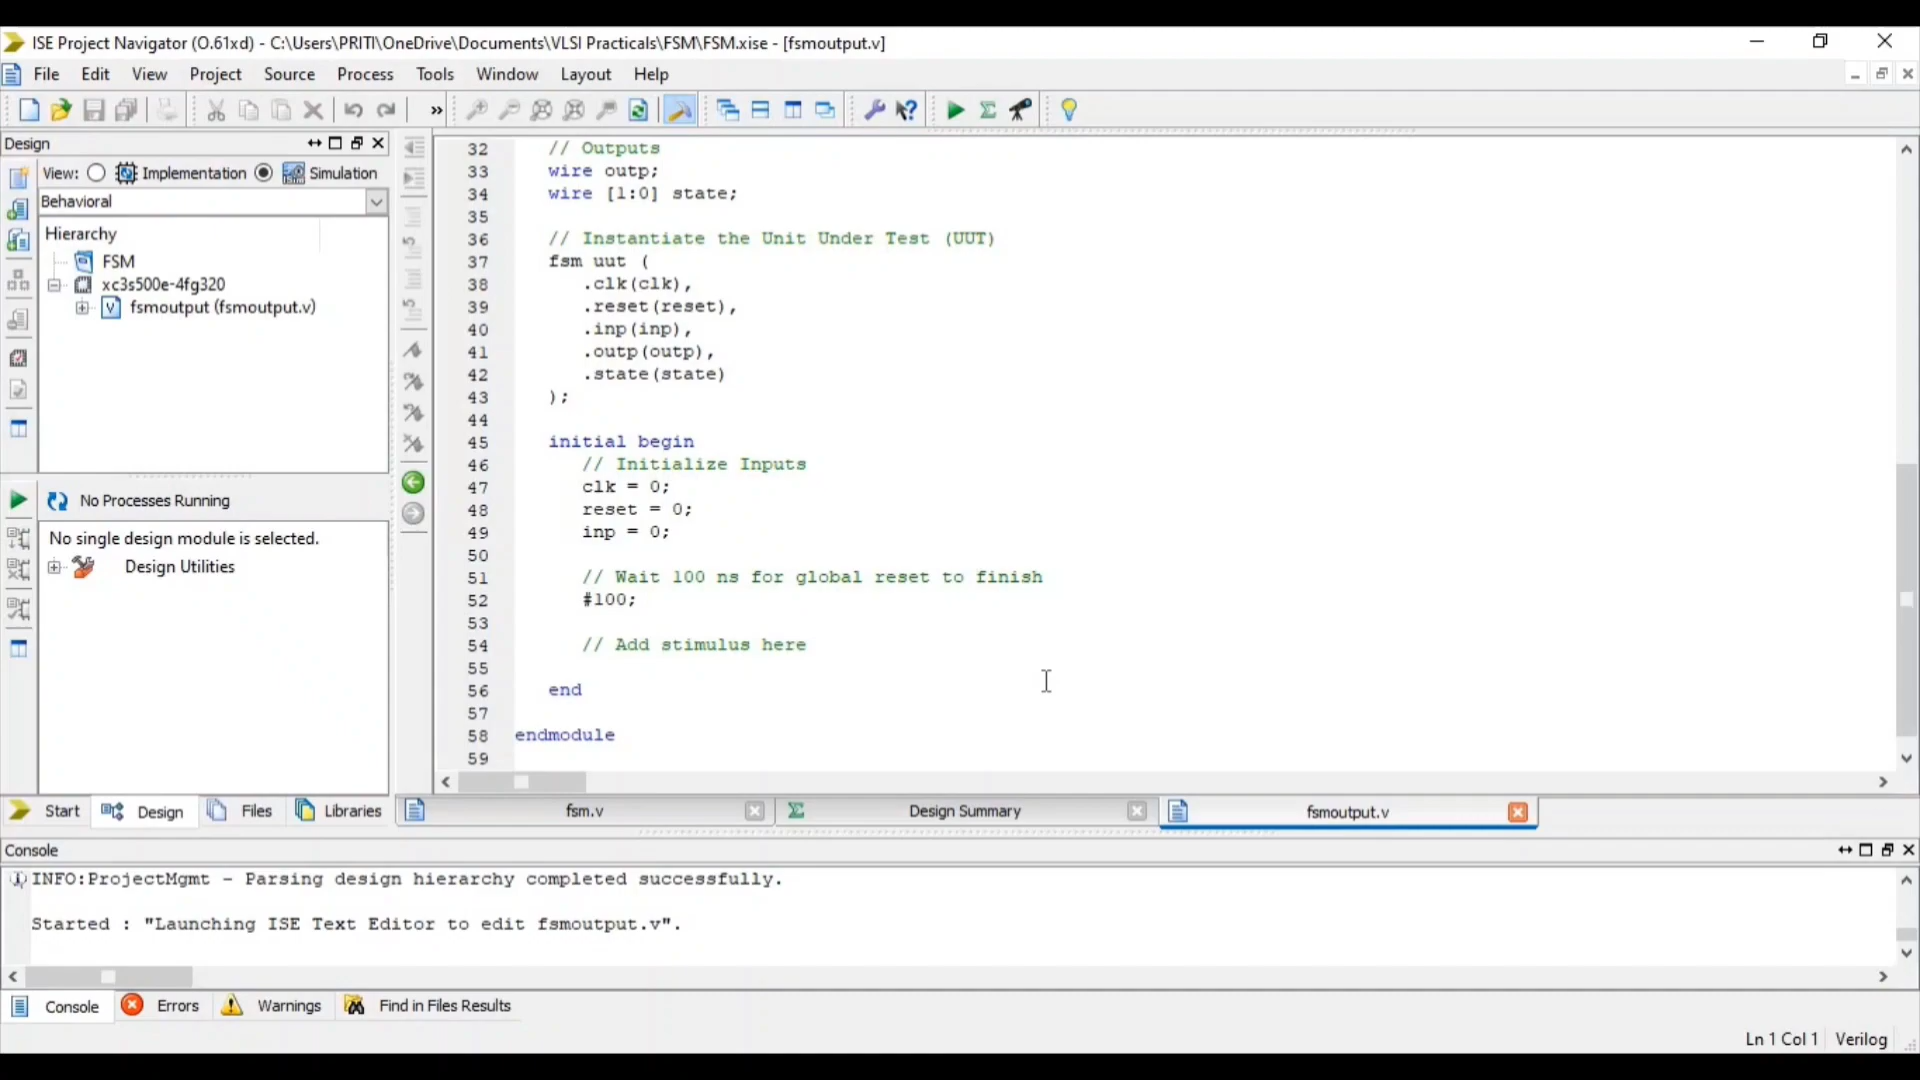 ISE Project Navigator (O.61xd) - C:\Users\PRITI\OneDrive\Documents\VLSI Practicals\FSM\FSM.xise - [fsmoutput.v]
File Edit View Project Source Process Tools Window Layout Help
Design
View: Implementation Simulation
Behavioral
Hierarchy
FSM
xc3s500e-4fg320
fsmoutput (fsmoutput.v)
No Processes Running
No single design module is selected.
Design Utilities
Start Design Files Libraries
32 // Outputs
33 wire outp;
34 wire [1:0] state;
35
36 // Instantiate the Unit Under Test (UUT)
37 fsm uut (
38 .clk(clk),
39 .reset(reset),
40 .inp(inp),
41 .outp(outp),
42 .state(state)
43 );
44
45 initial begin
46 // Initialize Inputs
47 clk = 0;
48 reset = 0;
49 inp = 0;
50
51 // Wait 100 ns for global reset to finish
52 #100;
53
54 // Add stimulus here
55
56 end
57
58 endmodule
59
fsm.v Design Summary fsmoutput.v
Console
INFO:ProjectMgmt - Parsing design hierarchy completed successfully.
Started : "Launching ISE Text Editor to edit fsmoutput.v".
Console Errors Warnings Find in Files Results
Ln 1 Col 1 Verilog